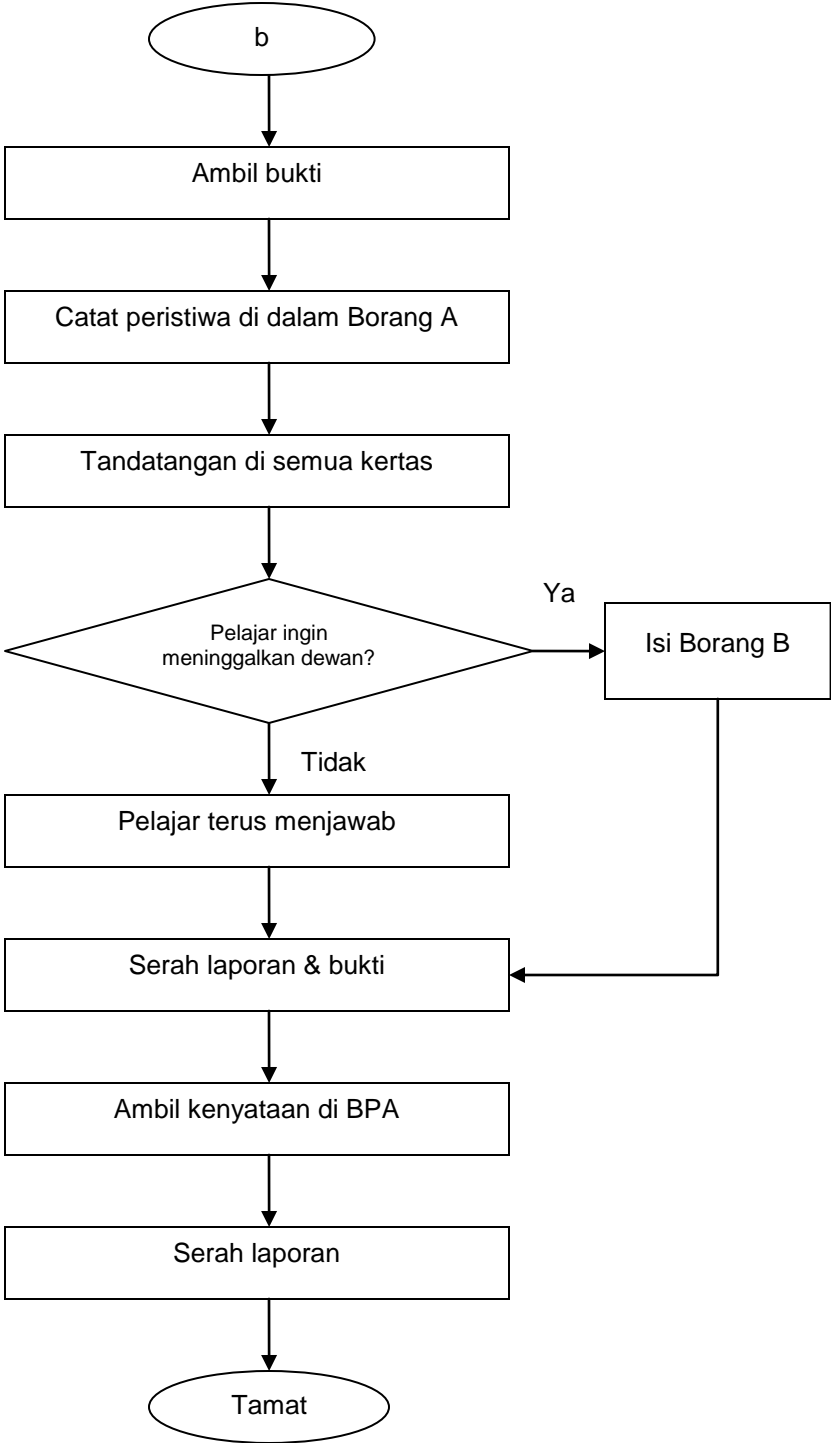 b
Ambil bukti
Catat peristiwa di dalam Borang A
Tandatangan di semua kertas
Pelajar ingin
meninggalkan dewan?
Ya
Isi Borang B
Tidak
Pelajar terus menjawab
Serah laporan & bukti
Ambil kenyataan di BPA
Serah laporan
Tamat